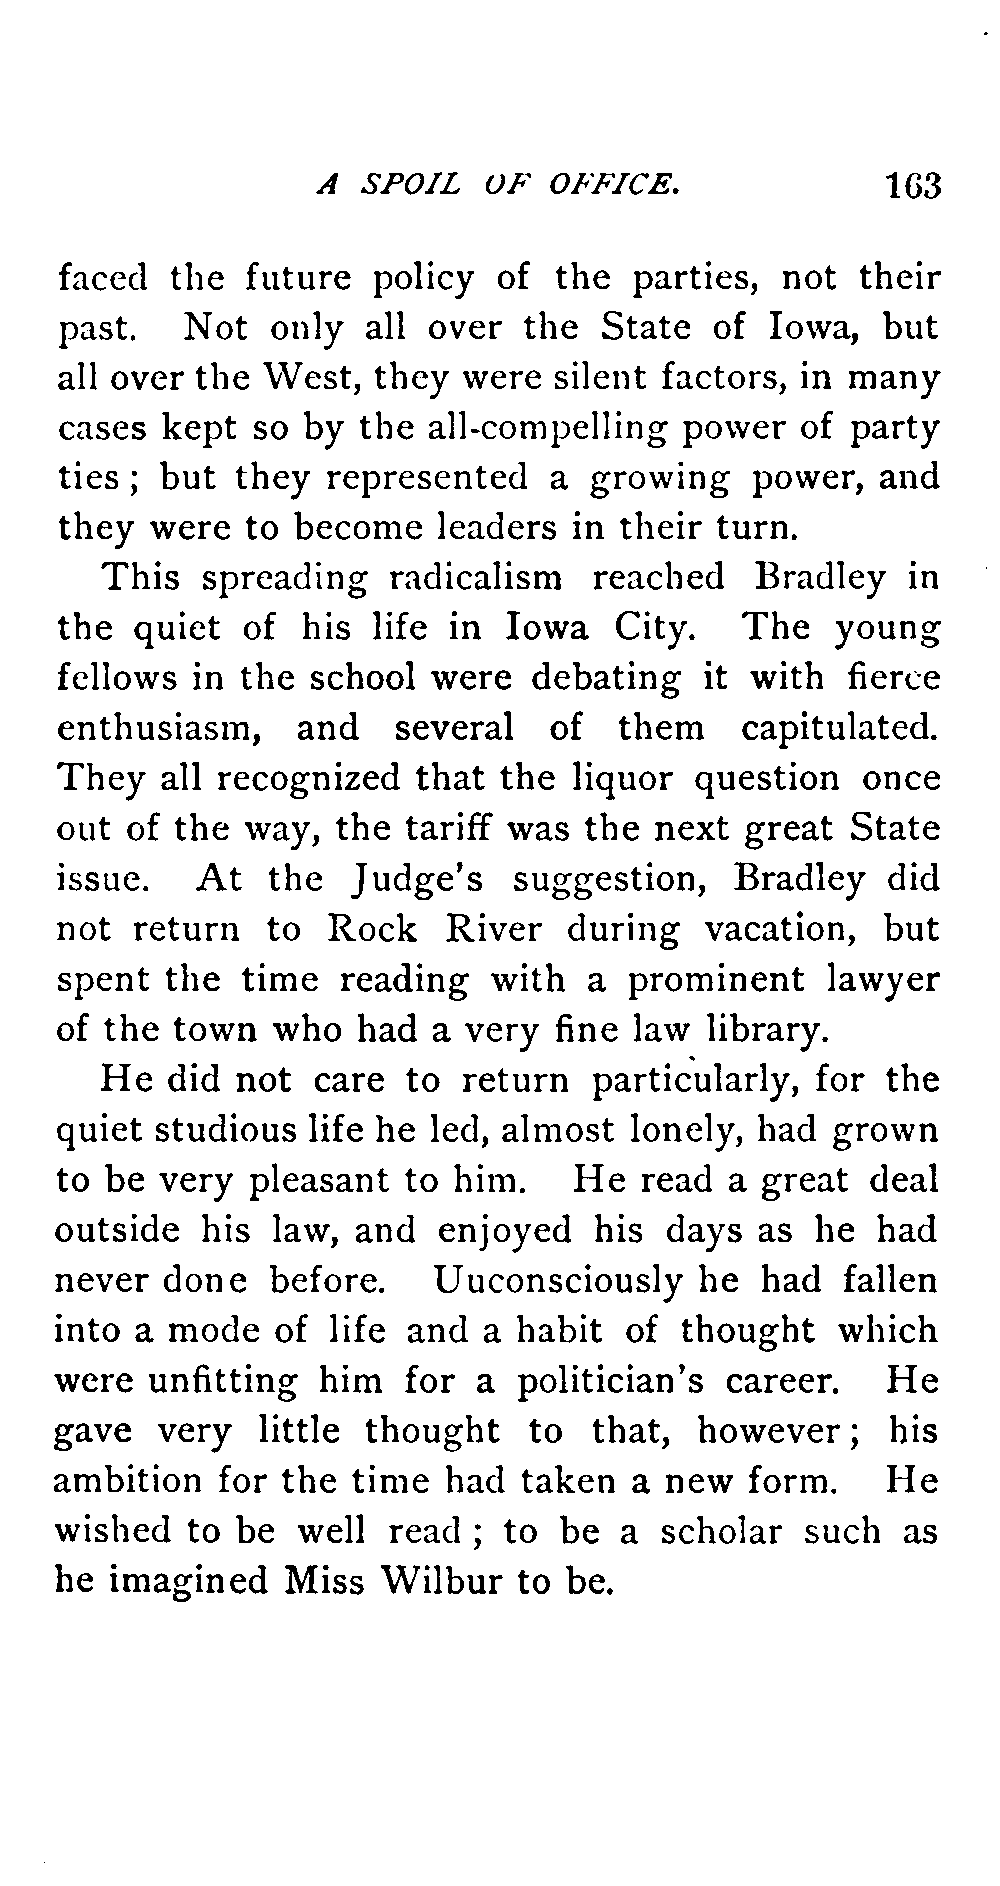 A SPOIL OF OFFICE. 163
faced the future policy of the parties, not their
past. Not only all over the State of Iowa, but
all over the West, they were silent factors, in many
cases kept so by the all-compelling power of party
ties ; but they represented a growing power, and
they were to become leaders in their turn.
This spreading radicalism reached Bradley in
the quiet of his life in Iowa City. The young
fellows in the school were debating it with fierce
enthusiasm, and several of them capitulated.
They all recognized that the liquor question once
out of the way, the tariff was the next great State
issue. At the Judge's suggestion, Bradley did
not return to Rock River during vacation, but
spent the time reading with a prominent lawyer
of the town who had a very fine law library.
He did not care to return particularly, for the
quiet studious life he led, almost lonely, had grown
to be very pleasant to him. He read a great deal
outside his law, and enjoyed his days as he had
never done before. Uuconsciously he had fallen
into a mode of life and a habit of thought which
were unfitting him for a politician's career. He
gave very little thought to that, however ; his
ambition for the time had taken a new form. He
wished to be well read ; to be a scholar such as
he imagined Miss Wilbur to be.